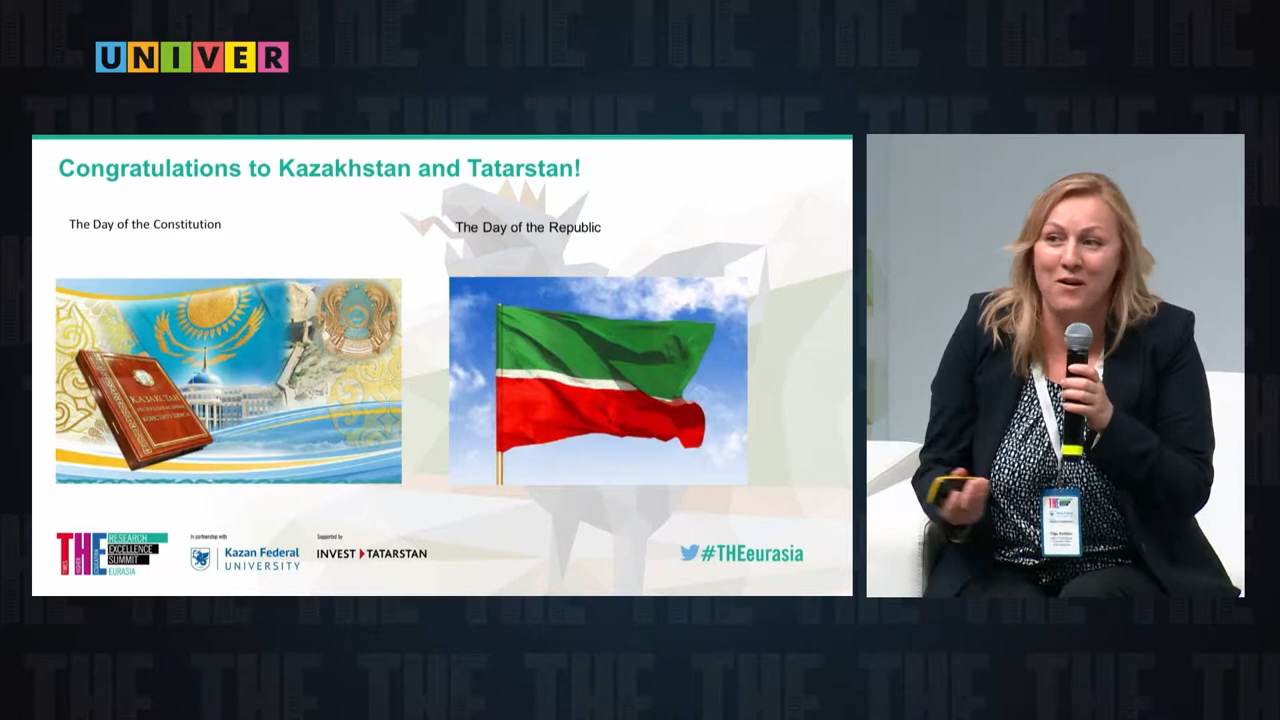 UNIVER
Congratulations to Kazakhstan and Tatarstan!
The Day of the Constitution
The Day of the Republic
ҚАЗАҚСТАН
THE
RESEARCH
EXCELLENCE
SUMMIT
EURASIA
In partnership with
Kazan Federal
UNIVERSITY
Supported by
INVEST TATARSTAN
#THEeurasia